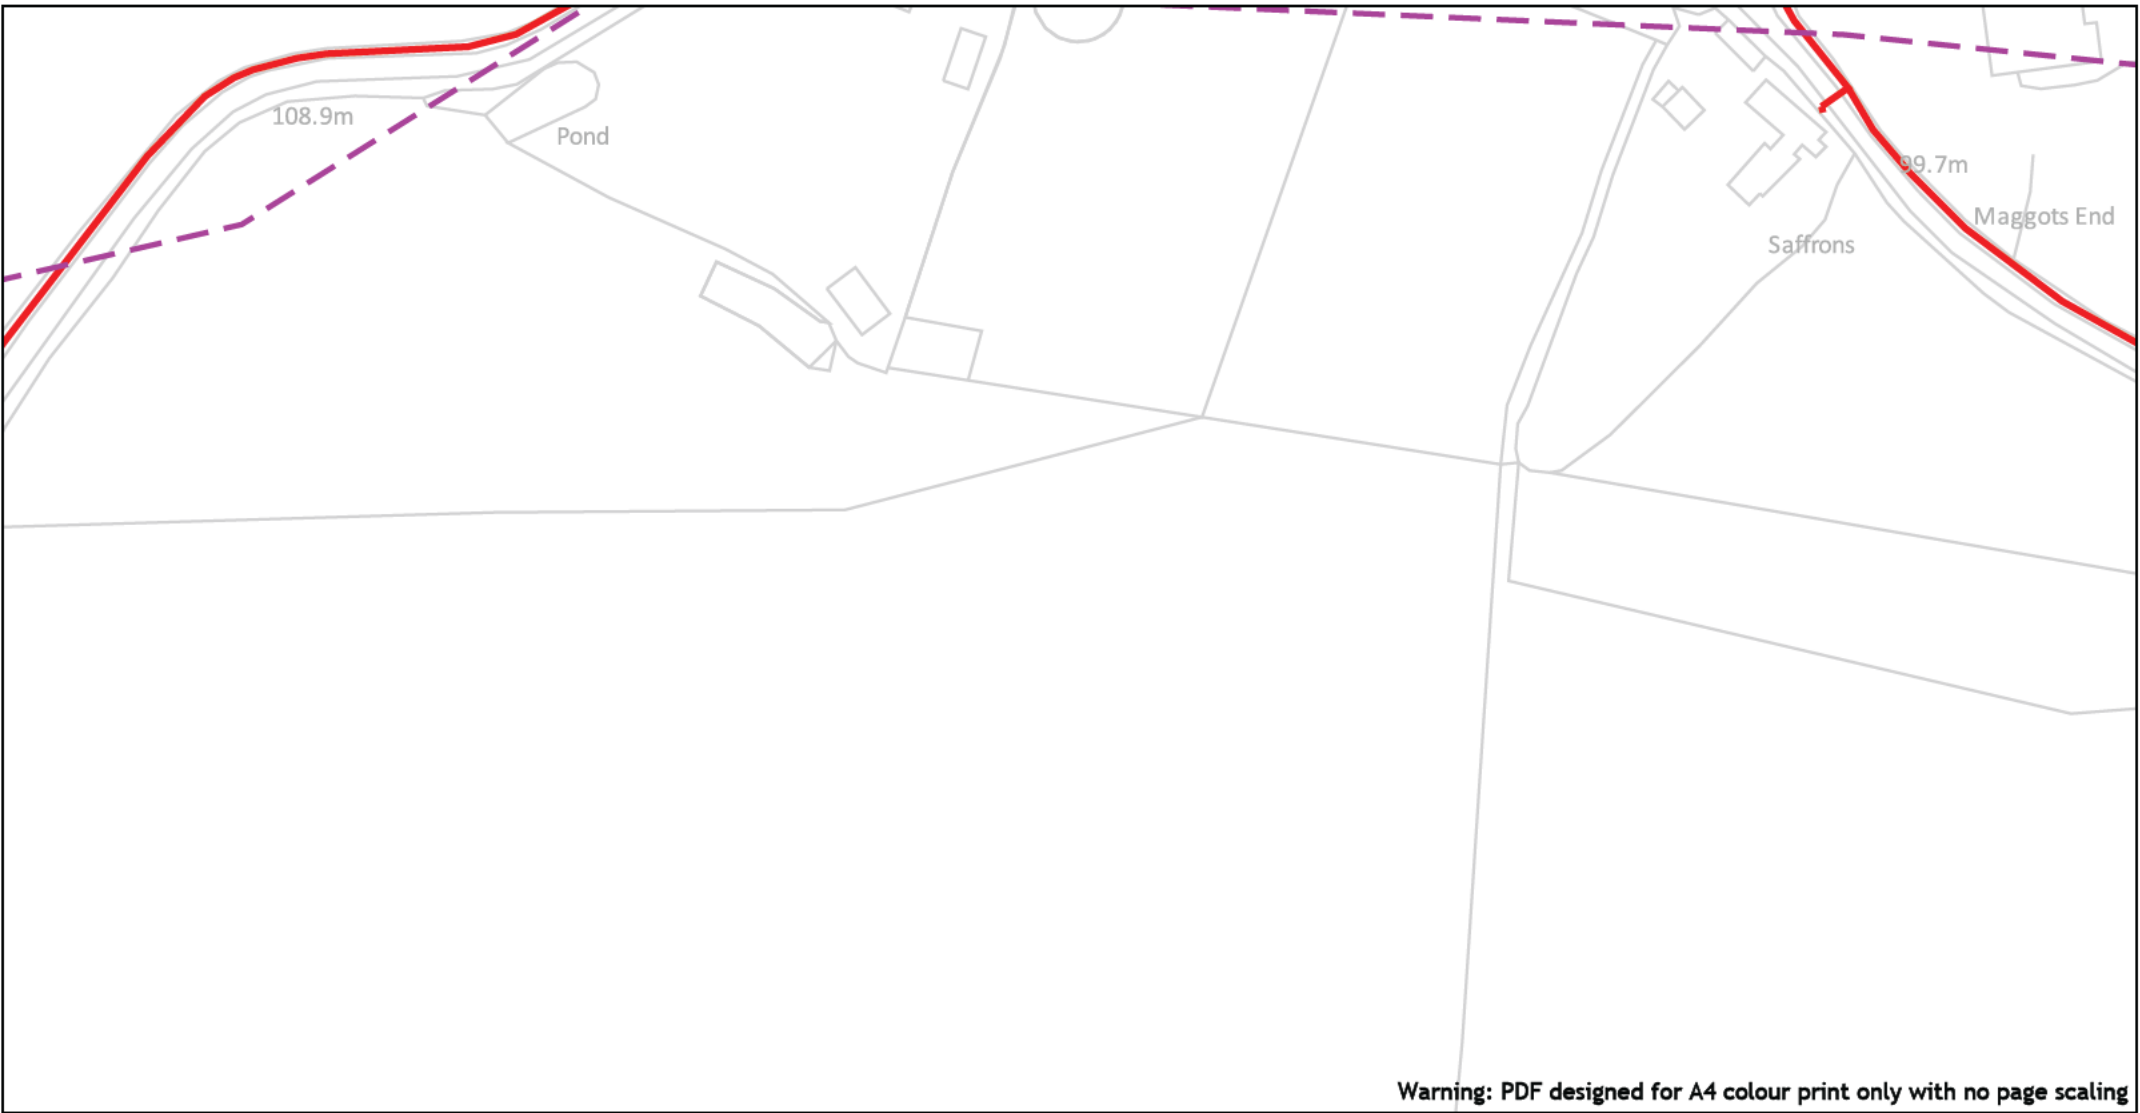 108.9m
Pond
99.7m
Maggots End
Saffrons
Warning: PDF designed for A4 colour print only with no page scaling